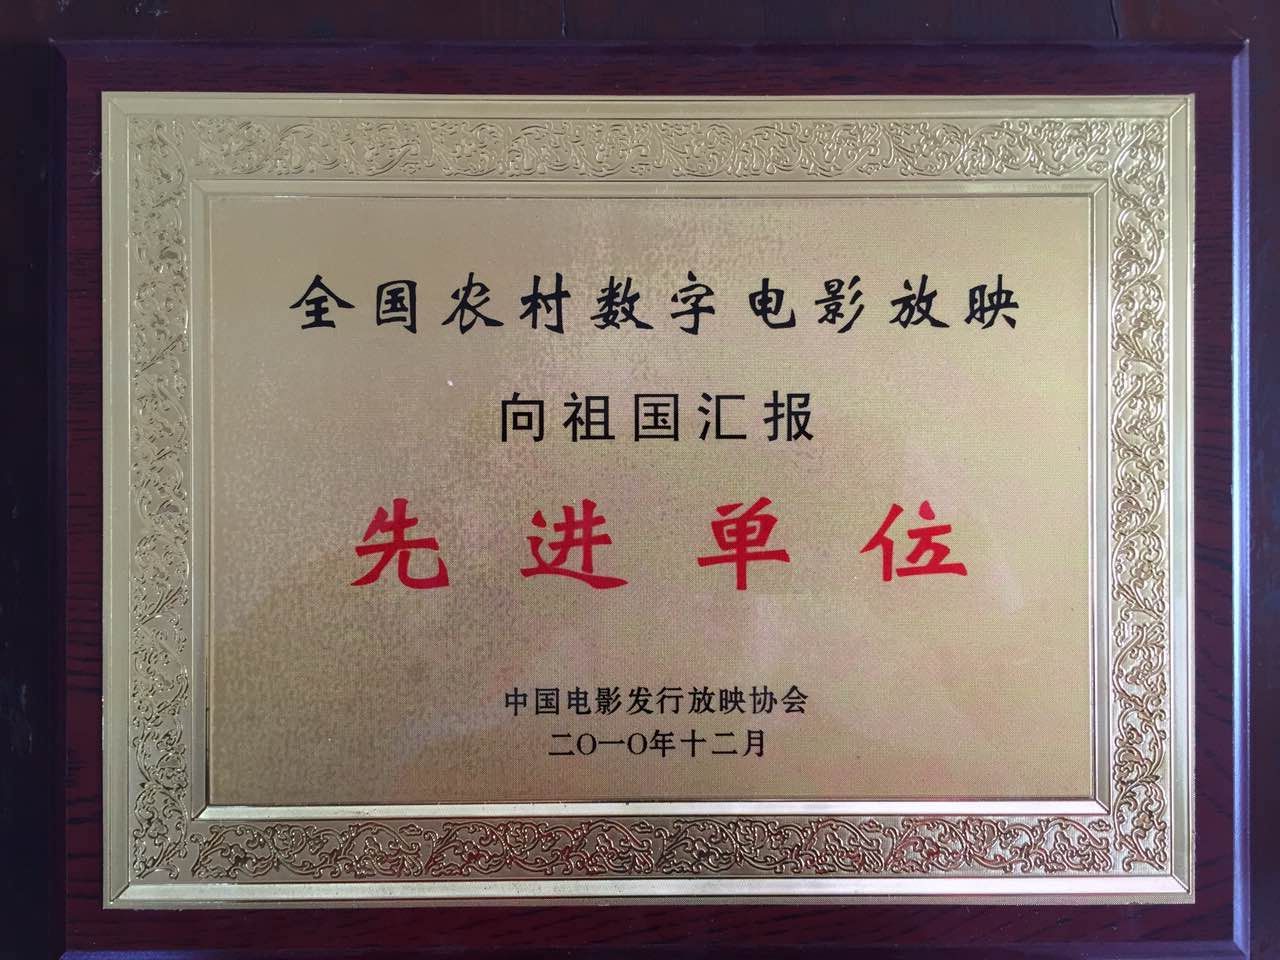 全国农村数字电影放映
向祖国汇报
先进单位
中国电影发行放映协会
二〇一〇年十二月